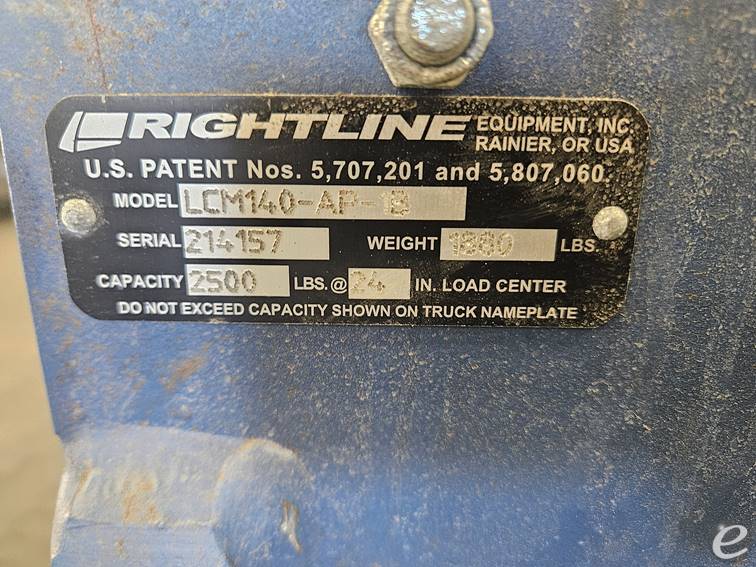 RIGHTLINE EQUIPMENT, INC.
RAINIER, OR USA
U.S. PATENT Nos. 5,707,201 and 5,807,060.
MODEL LCM140-AP-1B
SERIAL 214157 WEIGHT 1880 LBS.
CAPACITY 2500 LBS. @ 24 IN. LOAD CENTER
DO NOT EXCEED CAPACITY SHOWN ON TRUCK NAMEPLATE
e